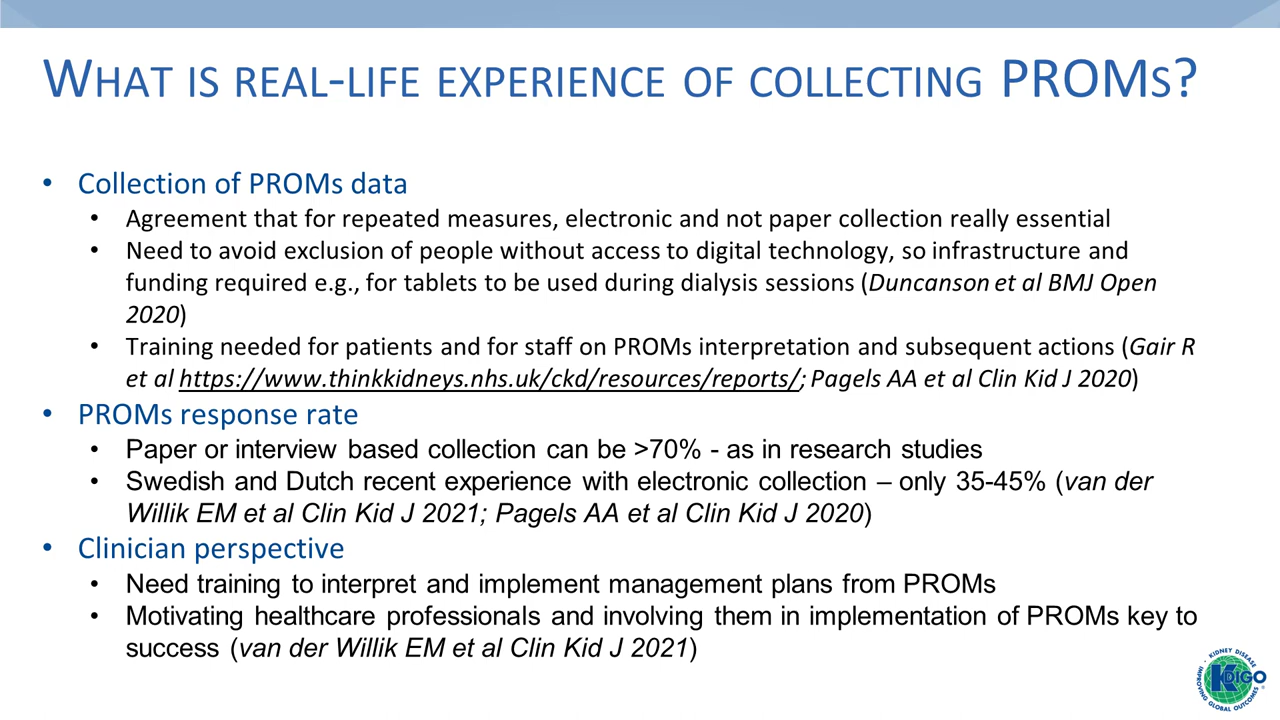 WHAT IS REAL-LIFE EXPERIENCE OF COLLECTING PROMS?
• Collection of PROMs data
• Agreement that for repeated measures, electronic and not paper collection really essential
• Need to avoid exclusion of people without access to digital technology, so infrastructure and
funding required e.g., for tablets to be used during dialysis sessions (Duncanson et al BMJ Open
2020)
• Training needed for patients and for staff on PROMs interpretation and subsequent actions (Gair R
et al https://www.thinkkidneys.nhs.uk/ckd/resources/reports/; Pagels AA et al Clin Kid J 2020)
• PROMs response rate
• Paper or interview based collection can be >70% - as in research studies
• Swedish and Dutch recent experience with electronic collection – only 35-45% (van der
Willik EM et al Clin Kid J 2021; Pagels AA et al Clin Kid J 2020)
• Clinician perspective
• Need training to interpret and implement management plans from PROMs
• Motivating healthcare professionals and involving them in implementation of PROMs key to
success (van der Willik EM et al Clin Kid J 2021)
KIDNEY DISEASE
KDIGO®
IMPROVING GLOBAL OUTCOMES